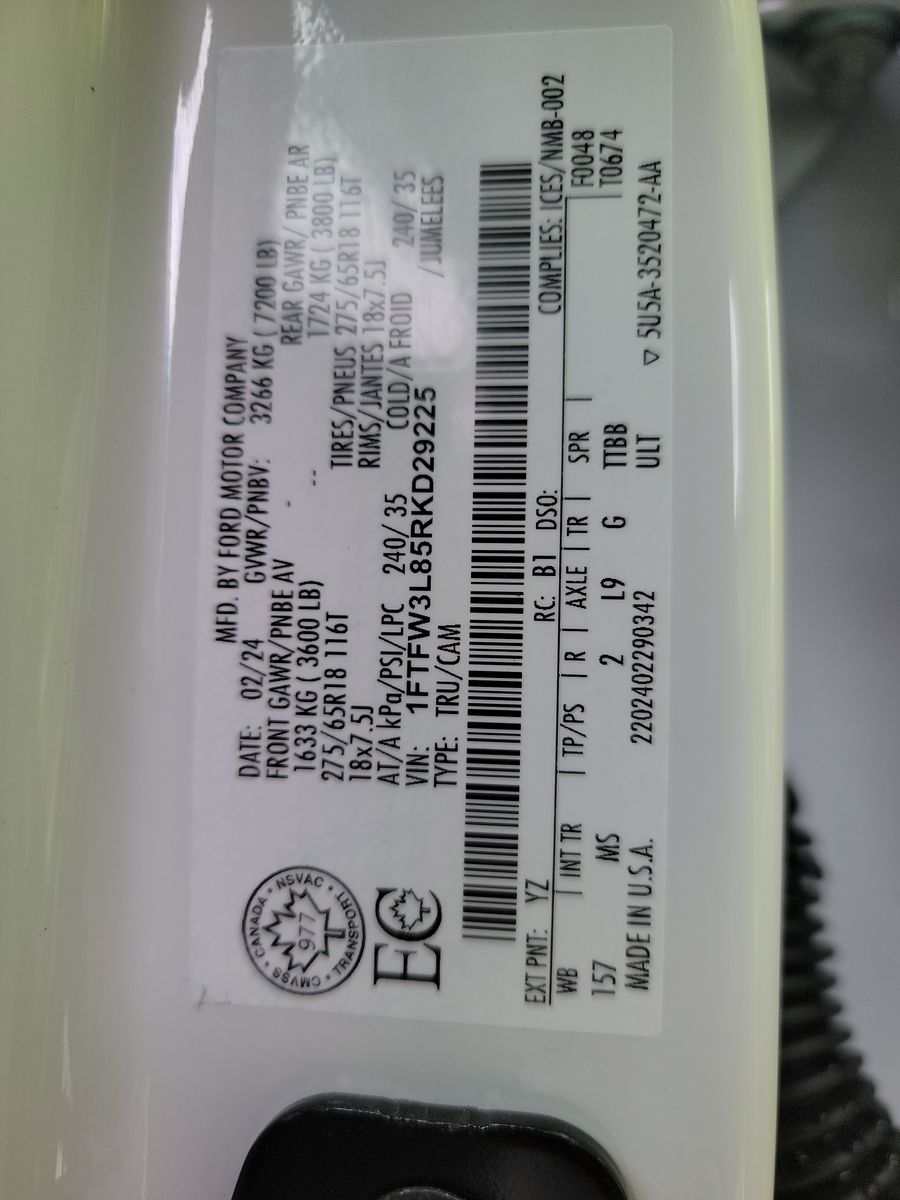 MFD. BY FORD MOTOR COMPANY
DATE: 02/24 GVWR/PNBV: 3266 KG ( 7200 LB)
FRONT GAWR/PNBE AV - REAR GAWR/ PNBE AR
1633 KG ( 3600 LB) -- 1724 KG ( 3800 LB)
275/65R18 116T TIRES/PNEUS 275/65R18 116T
18x7.5J RIMS/JANTES 18x7.5J
AT/A kPa/PSI/LPC 240/ 35 COLD/A FROID 240/ 35
VIN: 1FTFW3L85RKD29225 /JUMELEES
TYPE: TRU/CAM
CANADA • NSVAC • TRANSPORT • CMVSS •
977
EC
EXT PNT: YZ RC: B1 DSO: COMPLIES: ICES/NMB-002
WB | INT TR | TP/PS | R | AXLE | TR | SPR | F0048
157 MS 2 L9 G TTBB T0674
MADE IN U.S.A. 2202402290342 ULT ▽ 5U5A-3520472-AA